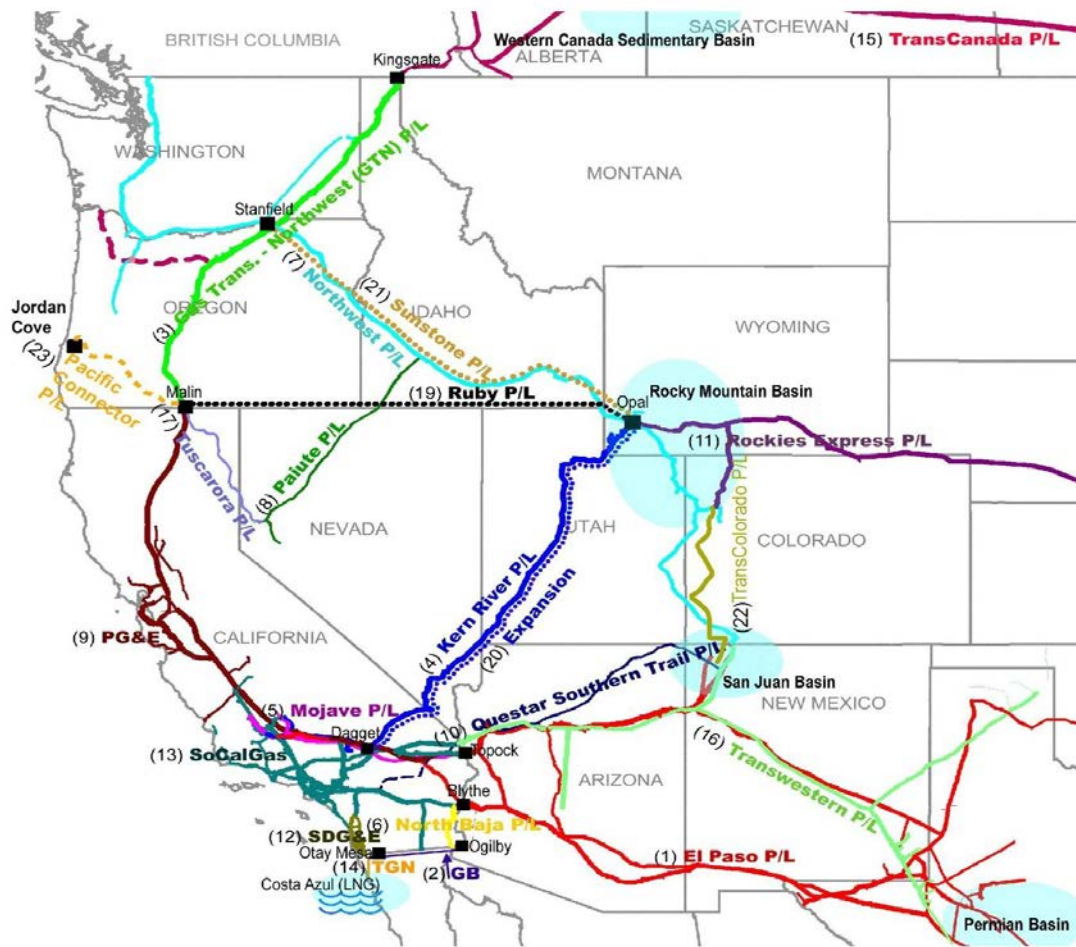 BRITISH COLUMBIA
SASKATCHEWAN
Western Canada Sedimentary Basin
(15) TransCanada P/L
ALBERTA
Kingsgate
WASHINGTON
MONTANA
Stanfield
(3) Gas Trans. - Northwest (GTN) P/L
(7) Northwest P/L
(21) Sunstone P/L
OREGON
IDAHO
WYOMING
Jordan
Cove
(23)
Pacific
Connector
P/L
Malin
(19) Ruby P/L
Rocky Mountain Basin
Opal
(17) Tuscarora P/L
(8) Paiute P/L
(11) Rockies Express P/L
NEVADA
UTAH
COLORADO
(22) TransColorado P/L
(4) Kern River P/L
(20) Expansion
(9) PG&E
CALIFORNIA
(10) Questar Southern Trail P/L
San Juan Basin
NEW MEXICO
(5) Mojave P/L
Dagget
(13) SoCalGas
Topock
ARIZONA
(16) Transwestern P/L
Blythe
(6) North Baja P/L
(12) SDG&E
Otay Mesa
Ogilby
(14) TGN
(2) GB
(1) El Paso P/L
Costa Azul (LNG)
Permian Basin